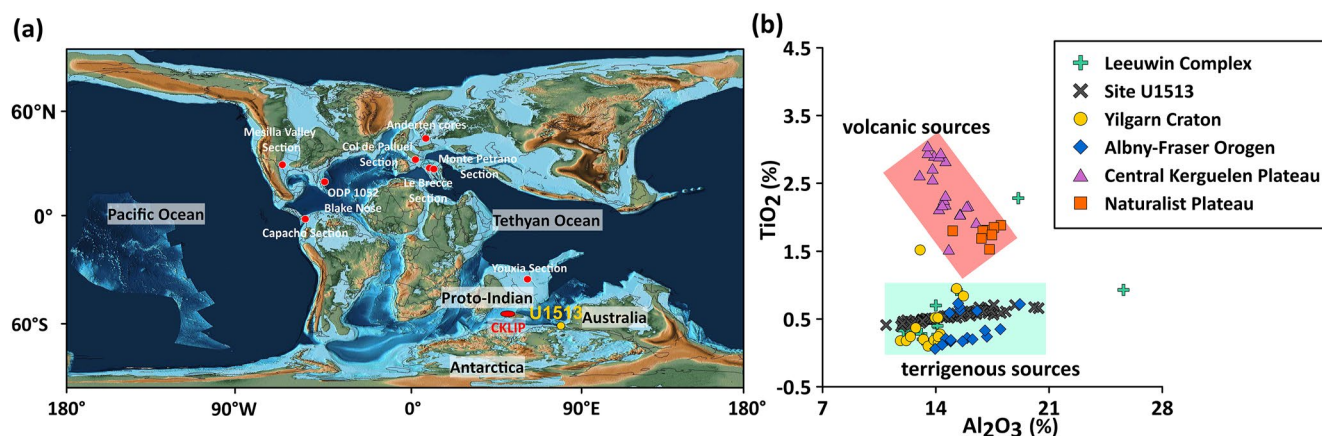 (a)
60°N
0°
60°S
180°
90°W
0°
90°E
180°
Mesilla Valley
Section
Anderten cores
Col de Palluel
Section
Monte Petrano
Section
Le Brecce
Section
ODP 1052
Blake Nose
Pacific Ocean
Capacho Section
Tethyan Ocean
Youxia Section
Proto-Indian
U1513
CKLIP
Australia
Antarctica
(b)
TiO2 (%)
4.5
3.5
2.5
1.5
0.5
-0.5
volcanic sources
terrigenous sources
7
14
21
28
Al2O3 (%)
Leeuwin Complex
Site U1513
Yilgarn Craton
Albny-Fraser Orogen
Central Kerguelen Plateau
Naturalist Plateau